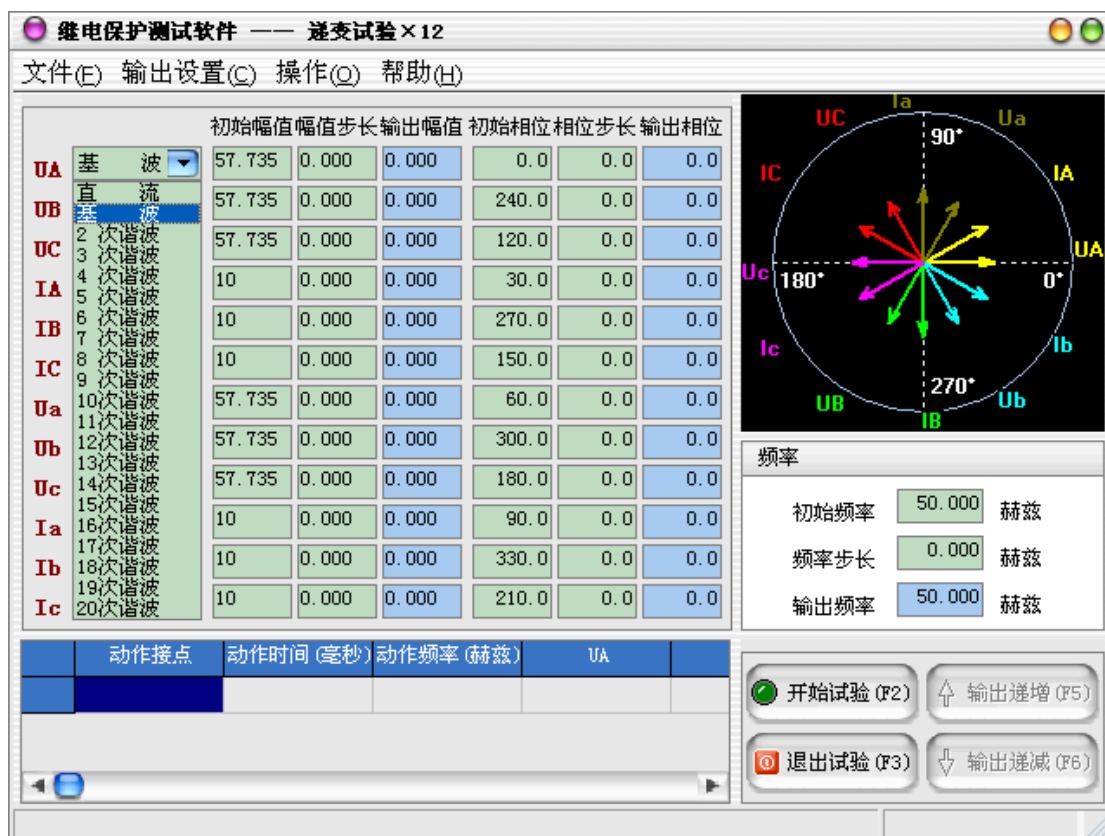 继电保护测试软件 —— 递变试验×12
文件(F) 输出设置(C) 操作(O) 帮助(H)
初始幅值 幅值步长 输出幅值 初始相位 相位步长 输出相位
UA 基 波 57.735 0.000 0.000 0.0 0.0 0.0
UB 57.735 0.000 0.000 240.0 0.0 0.0
UC 57.735 0.000 0.000 120.0 0.0 0.0
IA 10 0.000 0.000 30.0 0.0 0.0
IB 10 0.000 0.000 270.0 0.0 0.0
IC 10 0.000 0.000 150.0 0.0 0.0
Ua 57.735 0.000 0.000 60.0 0.0 0.0
Ub 57.735 0.000 0.000 300.0 0.0 0.0
Uc 57.735 0.000 0.000 180.0 0.0 0.0
Ia 10 0.000 0.000 90.0 0.0 0.0
Ib 10 0.000 0.000 330.0 0.0 0.0
Ic 10 0.000 0.000 210.0 0.0 0.0
直 流
基 波
2 次谐波
3 次谐波
4 次谐波
5 次谐波
6 次谐波
7 次谐波
8 次谐波
9 次谐波
10次谐波
11次谐波
12次谐波
13次谐波
14次谐波
15次谐波
16次谐波
17次谐波
18次谐波
19次谐波
20次谐波
Ia
UC Ua
90°
IC IA
UA
Uc 180° 0°
Ic Ib
270°
UB Ub
IB
频率
初始频率 50.000 赫兹
频率步长 0.000 赫兹
输出频率 50.000 赫兹
动作接点 动作时间(毫秒) 动作频率(赫兹) UA
开始试验(F2) 输出递增(F5)
退出试验(F3) 输出递减(F6)